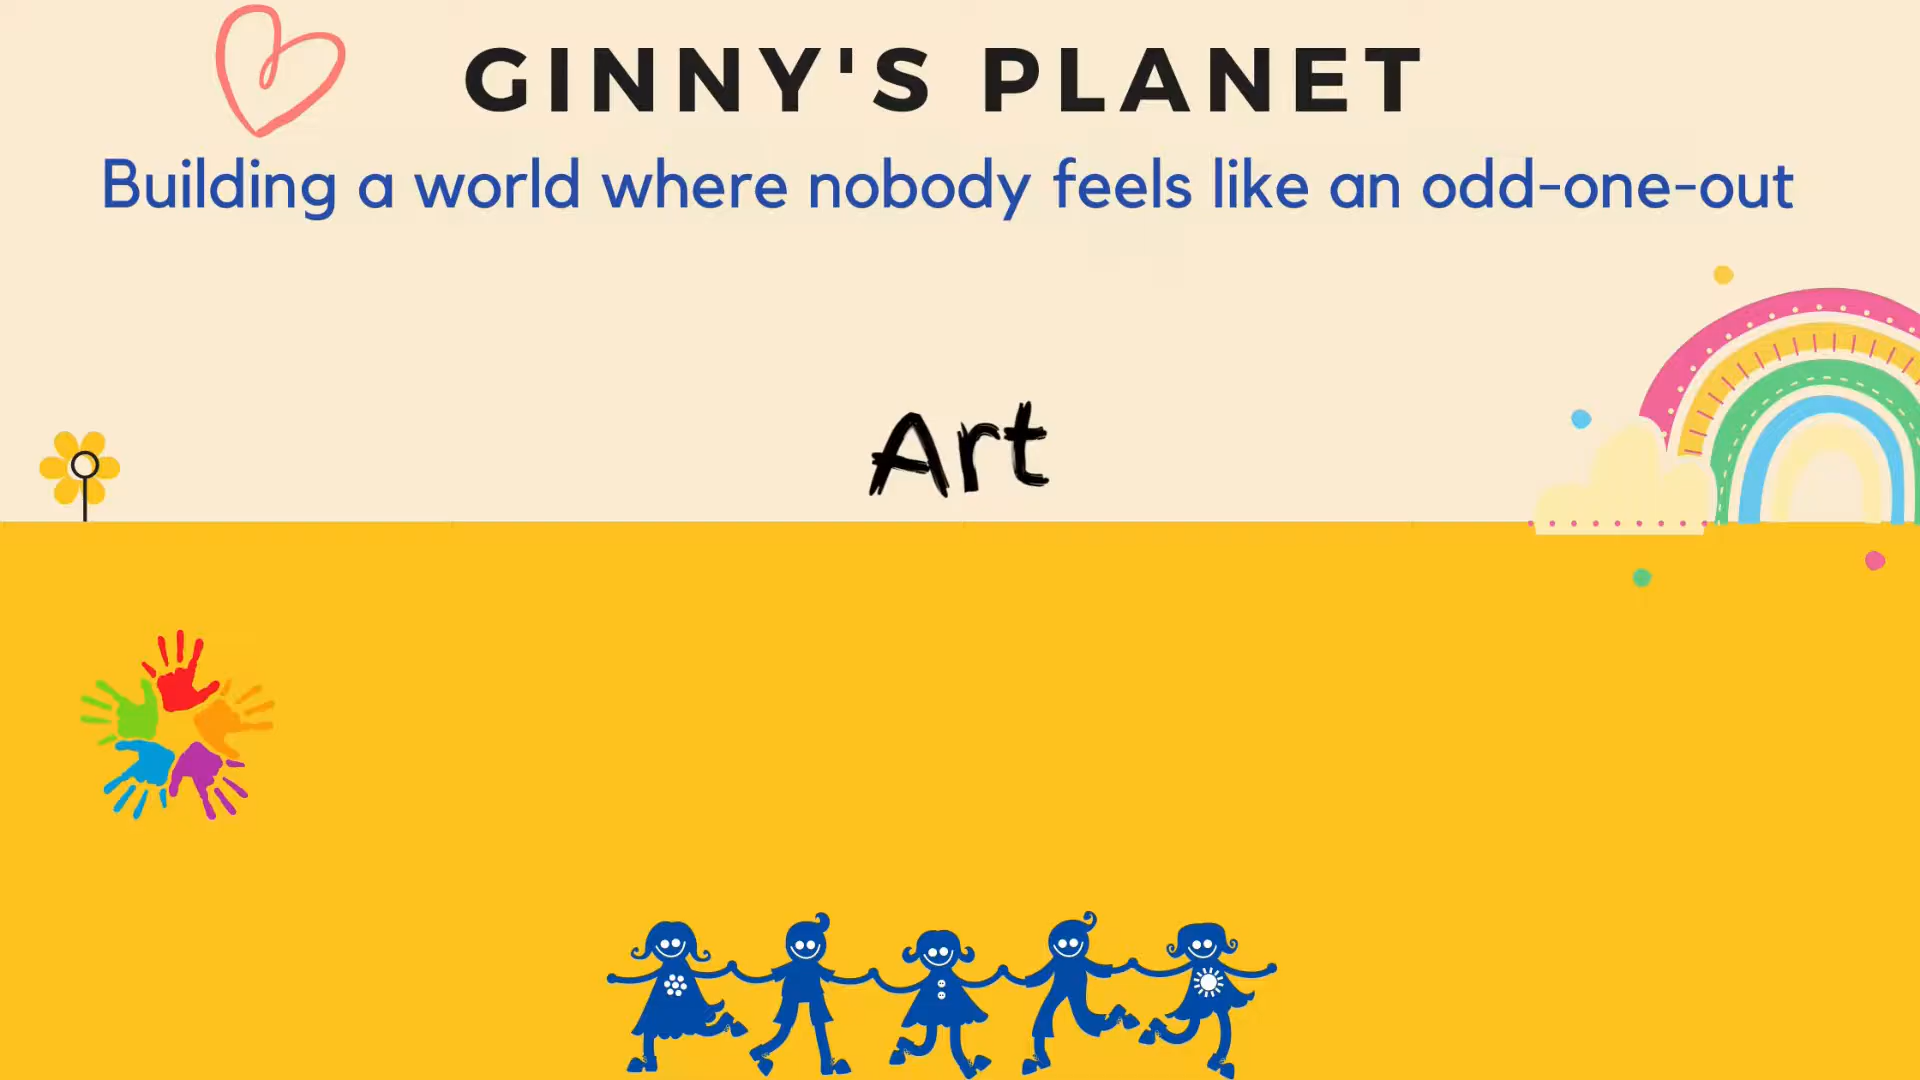 GINNY'S PLANET
Building a world where nobody feels like an odd-one-out
Art